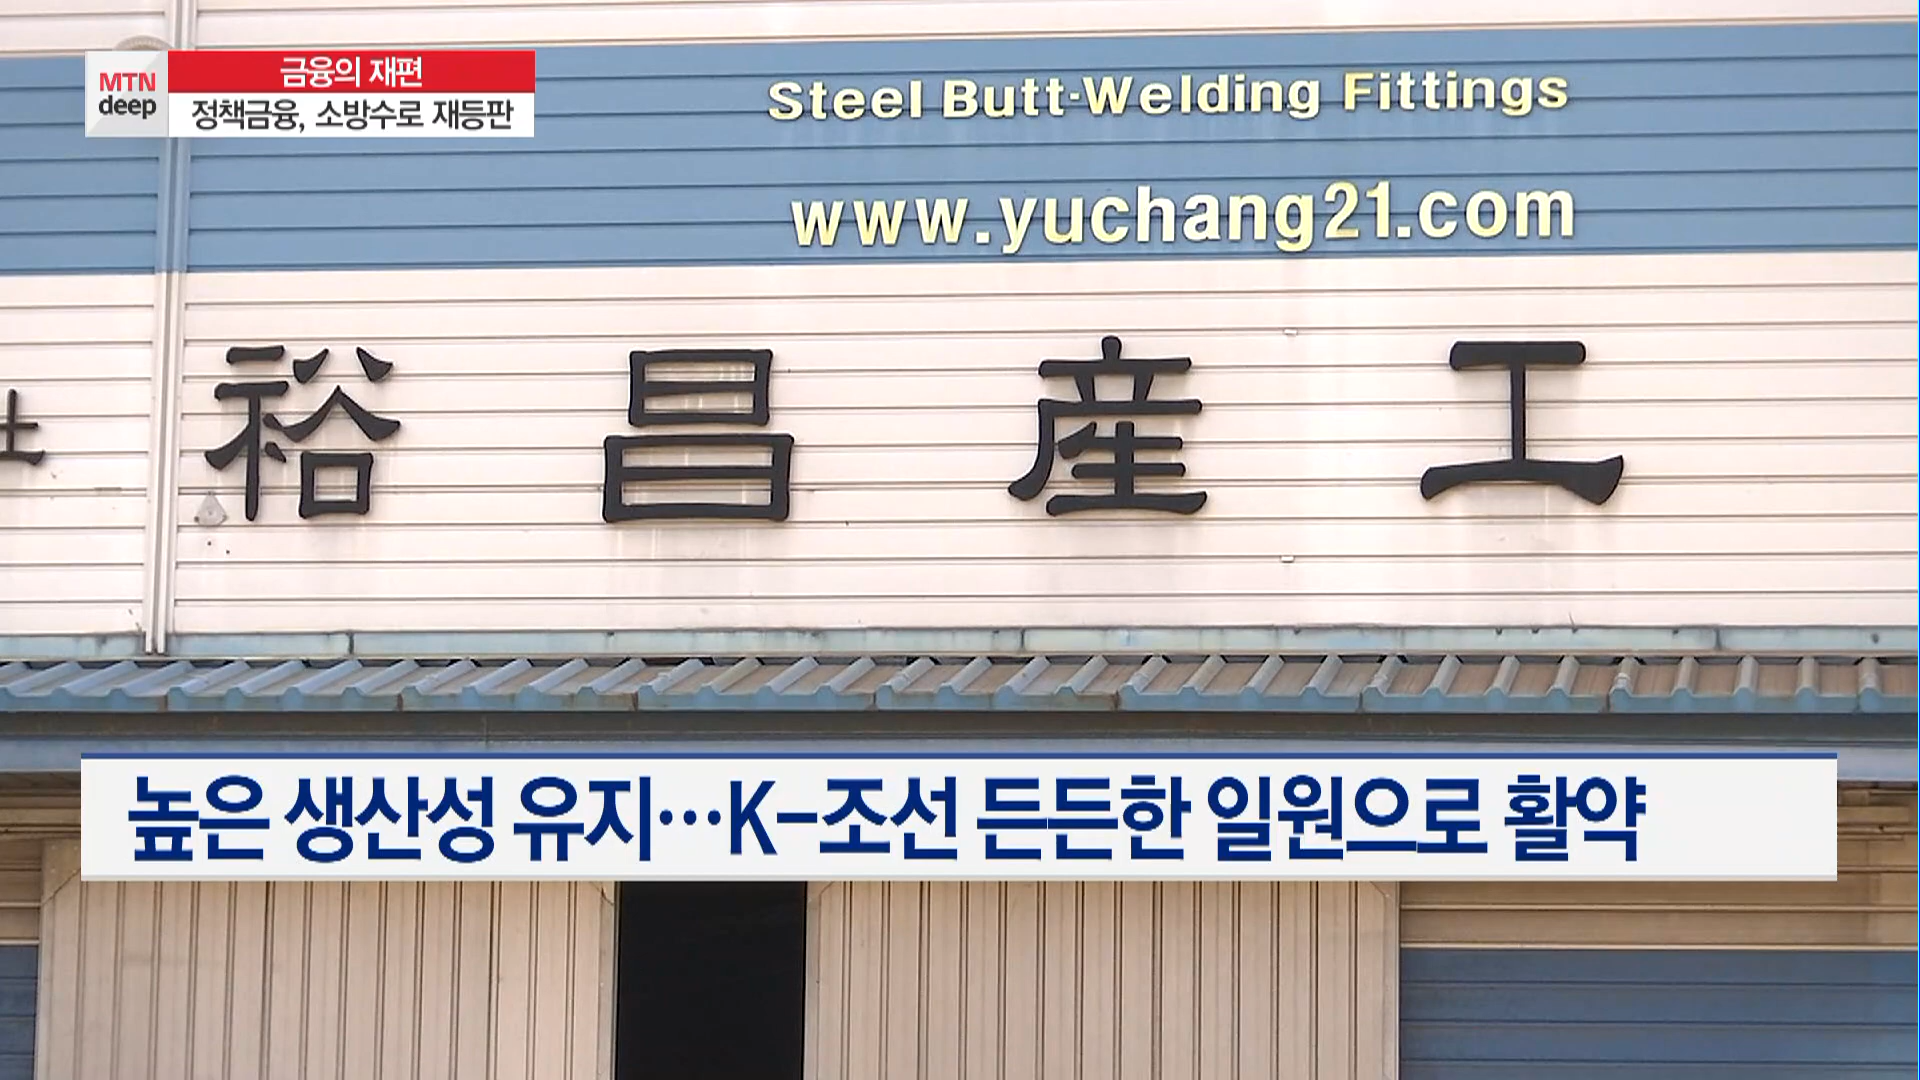 MTN
deep
금융의 재편
정책금융, 소방수로 재등판
Steel Butt-Welding Fittings
www.yuchang21.com
社 裕昌産工
높은 생산성 유지…K-조선 든든한 일원으로 활약